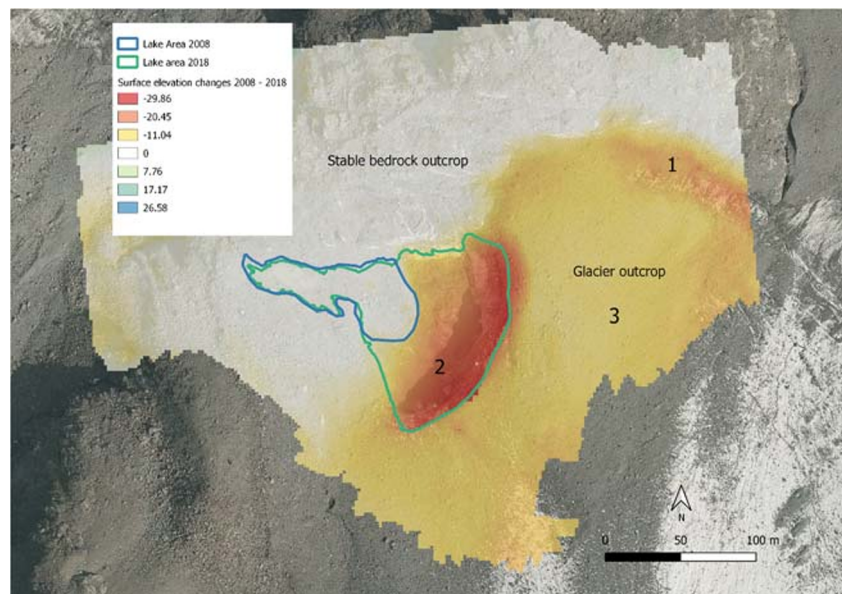 Lake Area 2008
Lake area 2018
Surface elevation changes 2008 - 2018
-29.86
-20.45
-11.04
0
7.76
17.17
26.58
Stable bedrock outcrop
1
Glacier outcrop
3
2
N
0 50 100 m